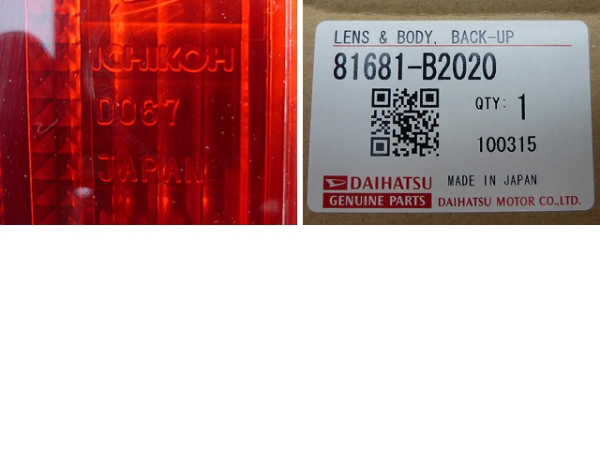 ICHIKOH
D067
JAPAN
LENS & BODY, BACK-UP
81681-B2020
QTY: 1
100315
DAIHATSU
MADE IN JAPAN
GENUINE PARTS
DAIHATSU MOTOR CO.,LTD.